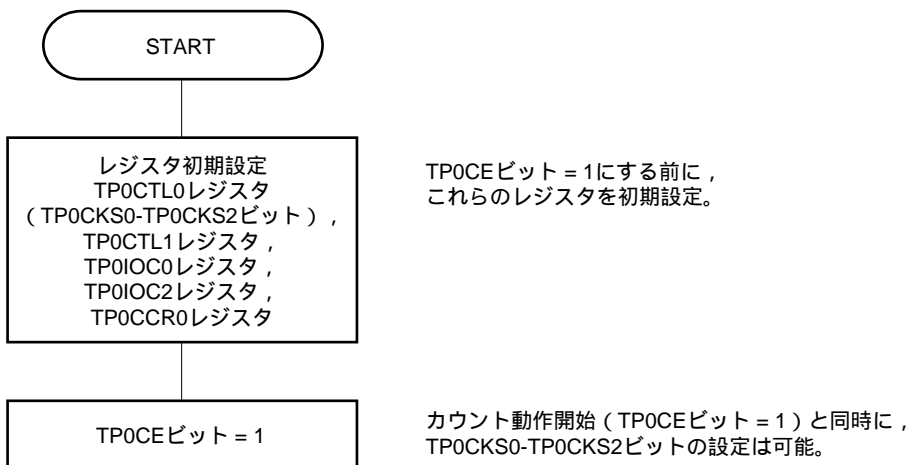 START
レジスタ初期設定
TP0CTL0レジスタ
（TP0CKS0-TP0CKS2ビット），
TP0CTL1レジスタ，
TP0IOC0レジスタ，
TP0IOC2レジスタ，
TP0CCR0レジスタ
TP0CEビット = 1にする前に，
これらのレジスタを初期設定。
TP0CEビット = 1
カウント動作開始（TP0CEビット = 1）と同時に，
TP0CKS0-TP0CKS2ビットの設定は可能。